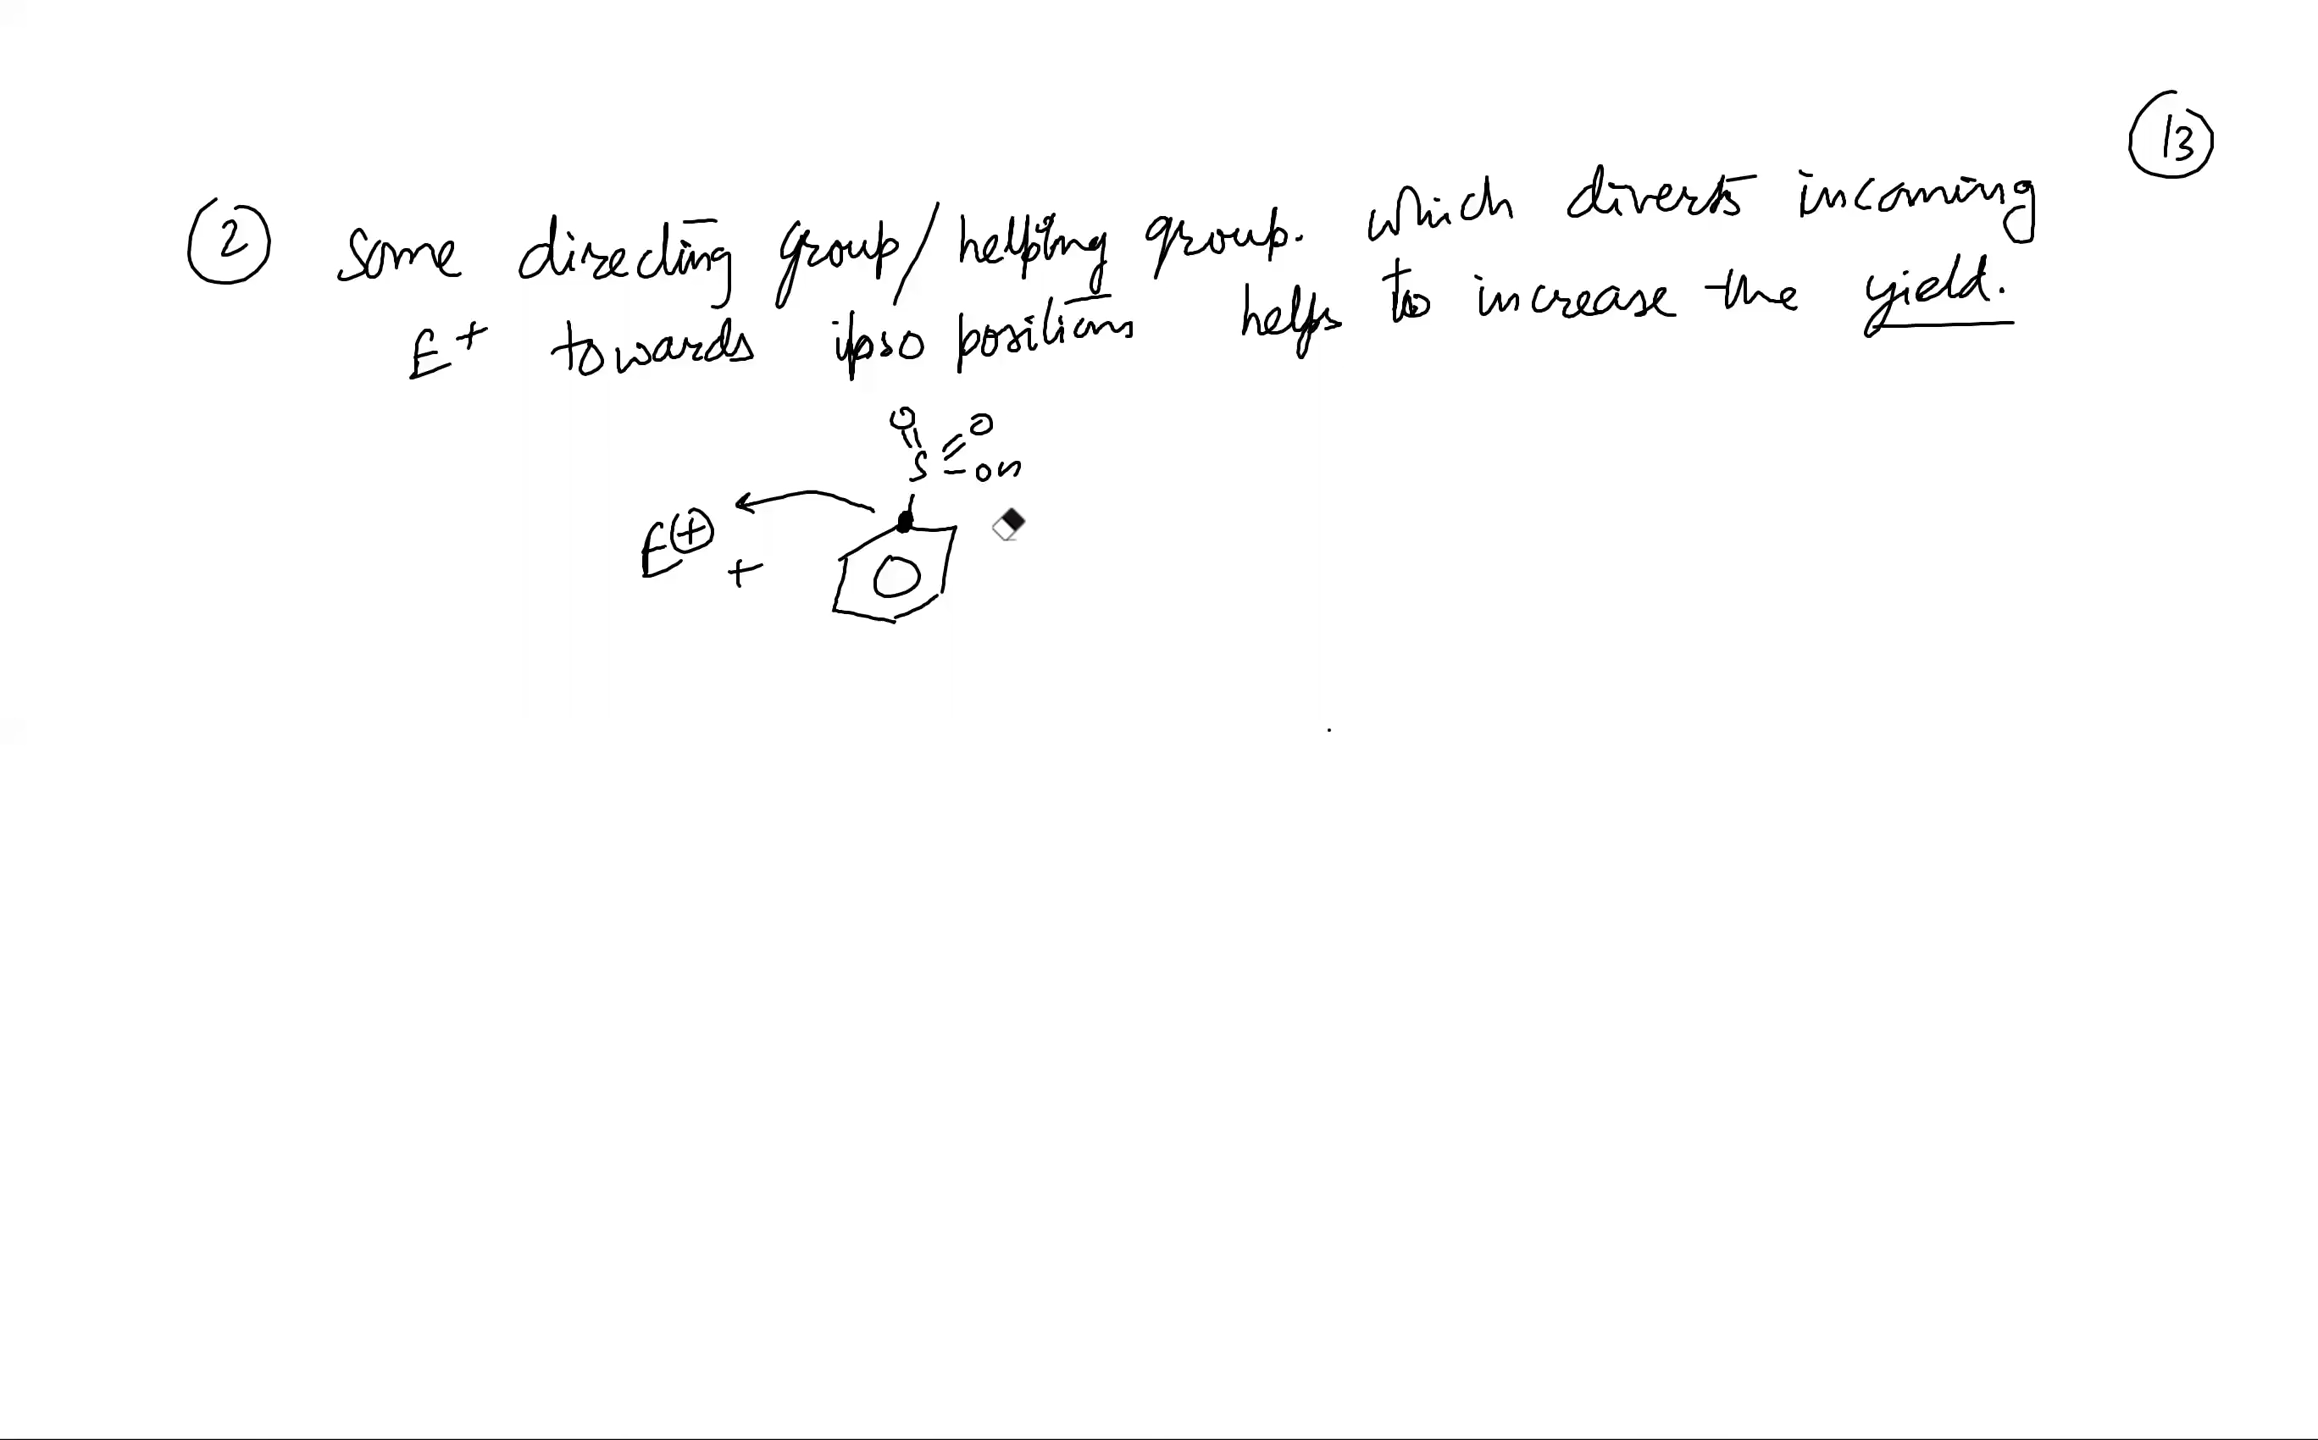 13
2 Some directing group/helping group. which diverts incoming
E+ towards ipso positions helps to increase the yield.
O O
S - OH
E+
+